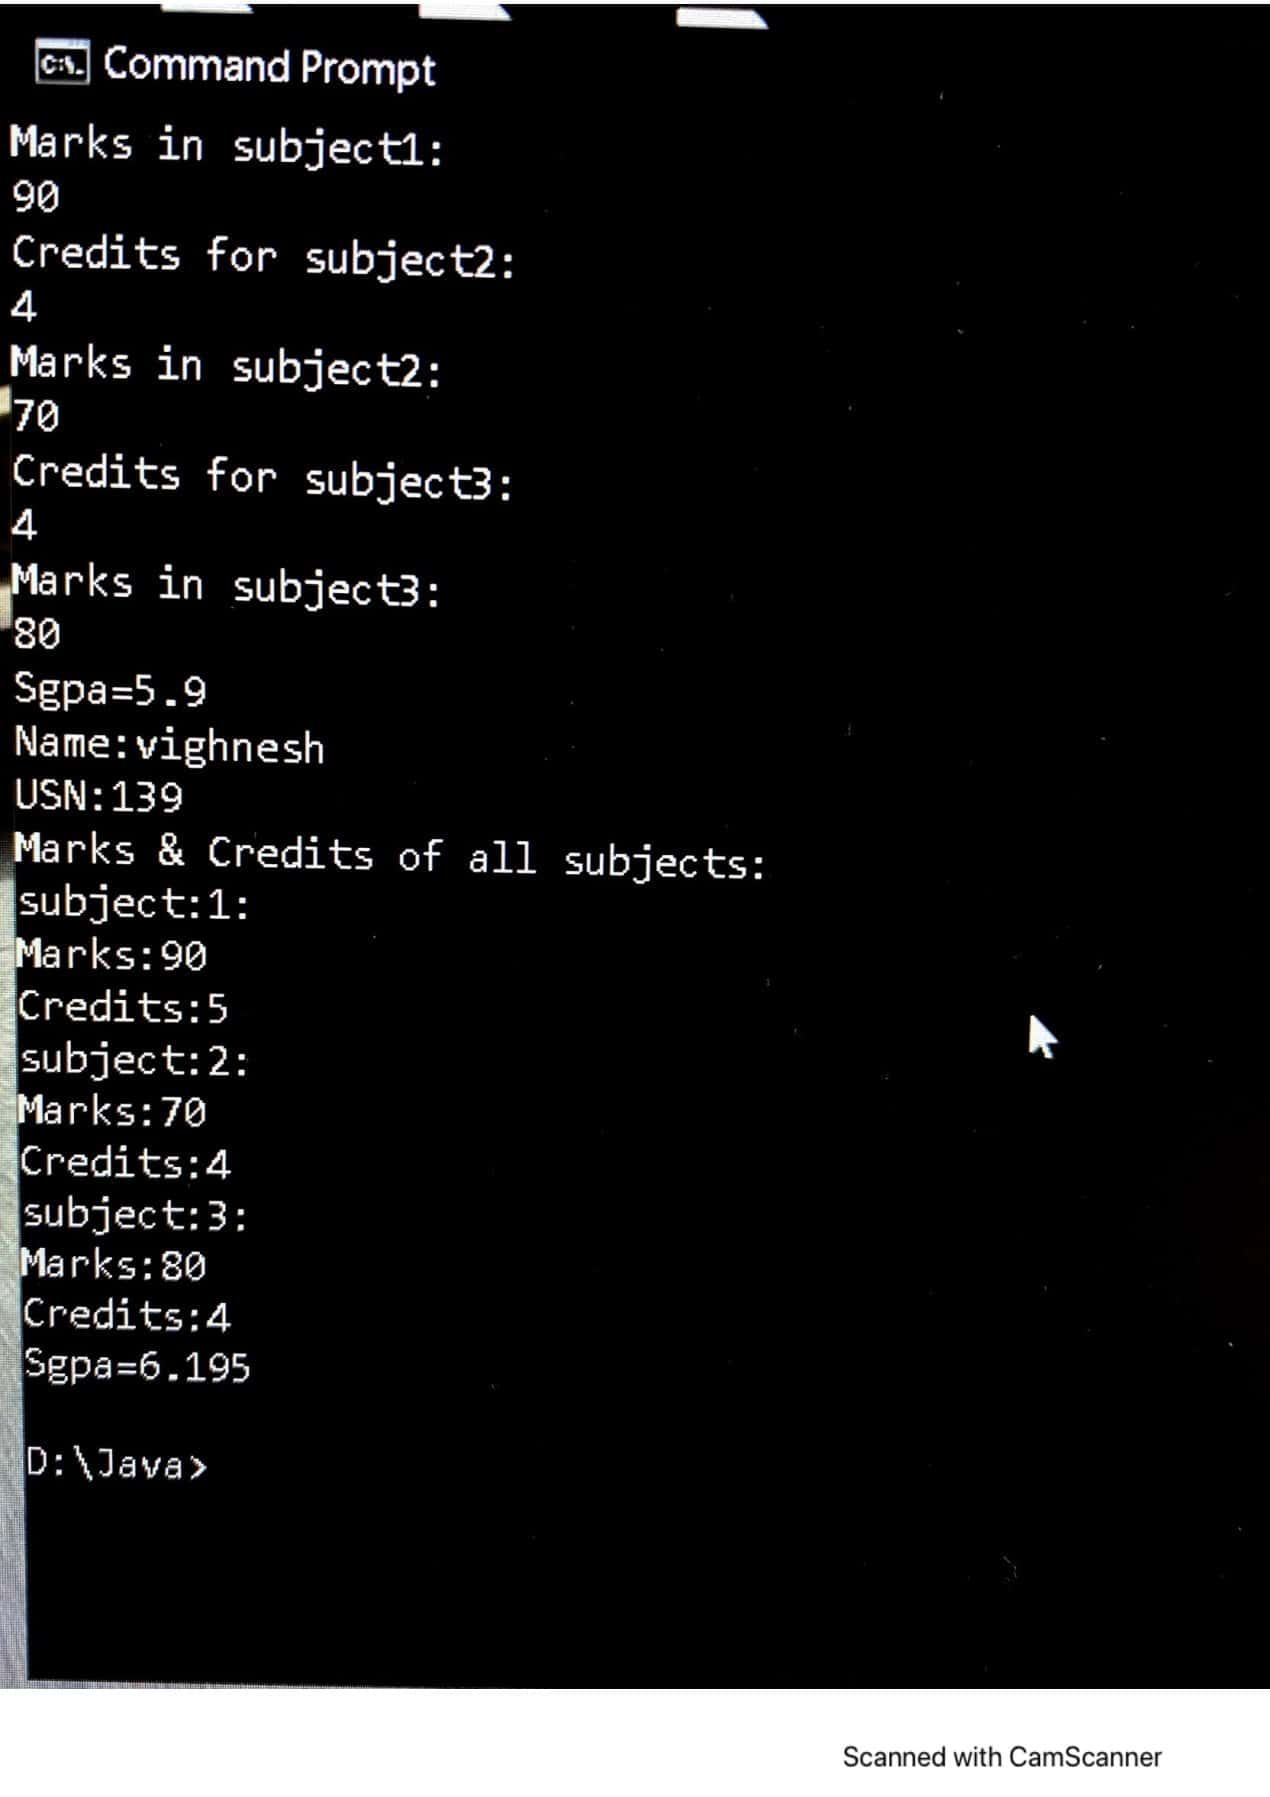 C:\. Command Prompt
Marks in subject1:
90
Credits for subject2:
4
Marks in subject2:
70
Credits for subject3:
4
Marks in subject3:
80
Sgpa=5.9
Name:vighnesh
USN:139
Marks & Credits of all subjects:
subject:1:
Marks:90
Credits:5
subject:2:
Marks:70
Credits:4
subject:3:
Marks:80
Credits:4
Sgpa=6.195
D:\Java>
Scanned with CamScanner